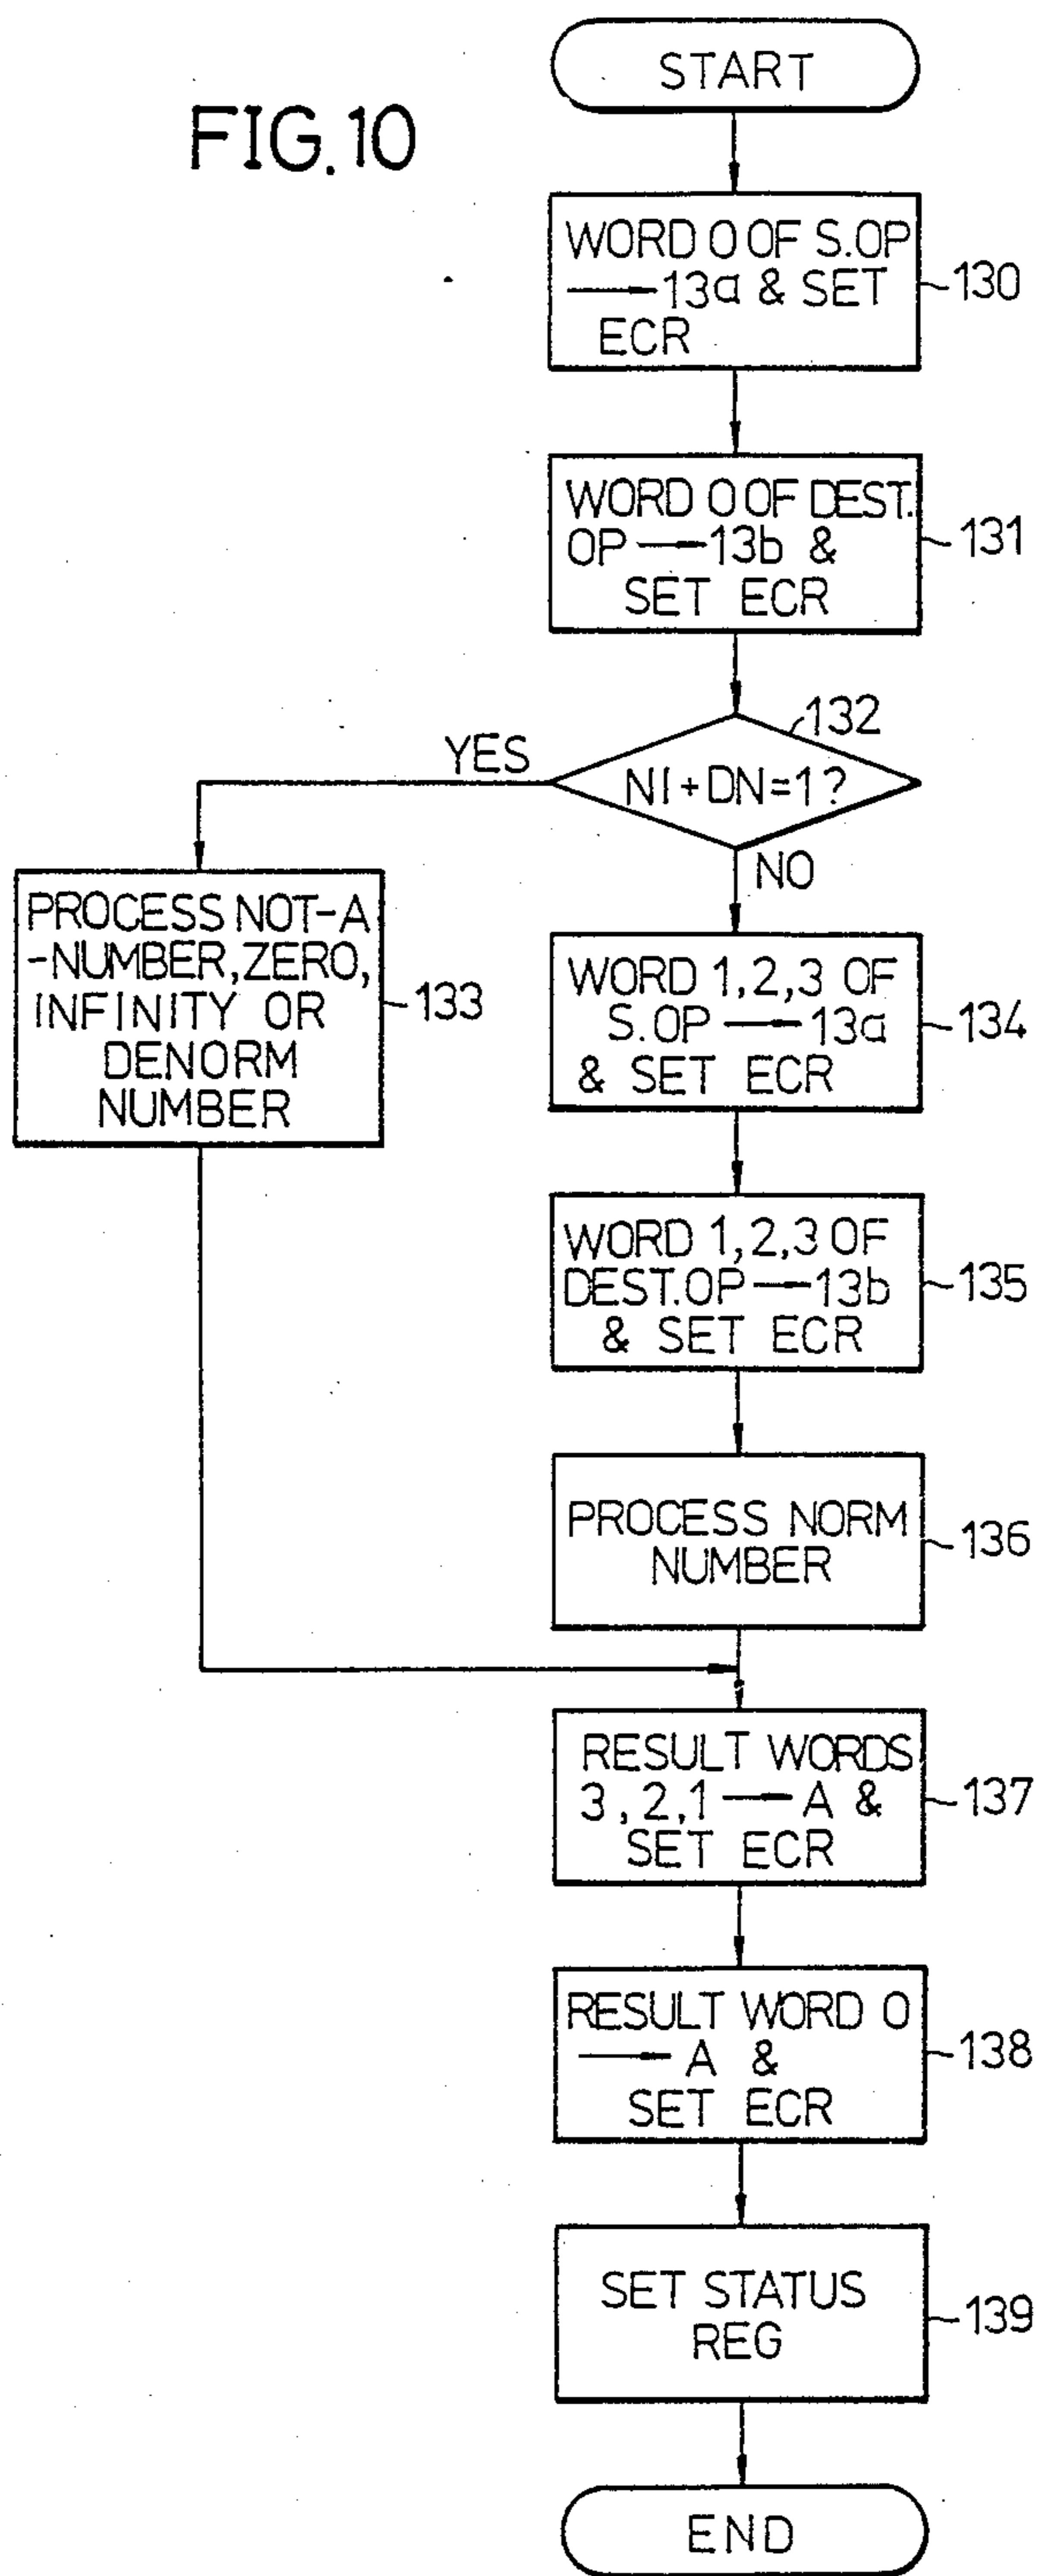 FIG.10
START
WORD 0 OF S.OP
→ 13a & SET
ECR
130
WORD 0 OF DEST.
OP → 13b &
SET ECR
131
132
NI+DN=1?
YES
NO
PROCESS NOT-A
-NUMBER, ZERO,
INFINITY OR
DENORM
NUMBER
133
WORD 1,2,3 OF
S.OP → 13a
& SET ECR
134
WORD 1,2,3 OF
DEST.OP → 13b
& SET ECR
135
PROCESS NORM
NUMBER
136
RESULT WORDS
3,2,1 → A &
SET ECR
137
RESULT WORD 0
→ A &
SET ECR
138
SET STATUS
REG
139
END